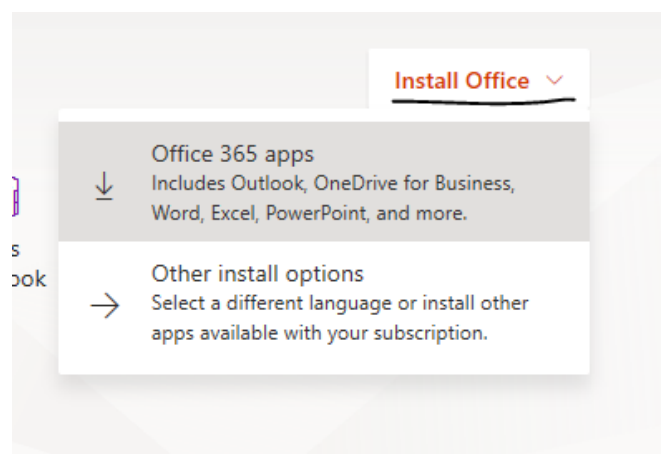 Install Office
Office 365 apps
Includes Outlook, OneDrive for Business,
Word, Excel, PowerPoint, and more.
Other install options
Select a different language or install other
apps available with your subscription.